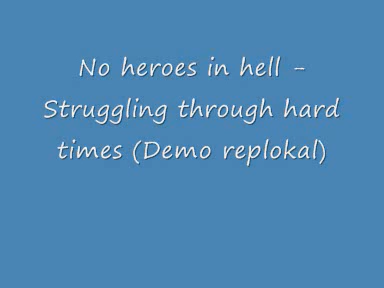 No heroes in hell -
Struggling through hard
times (Demo replokal)